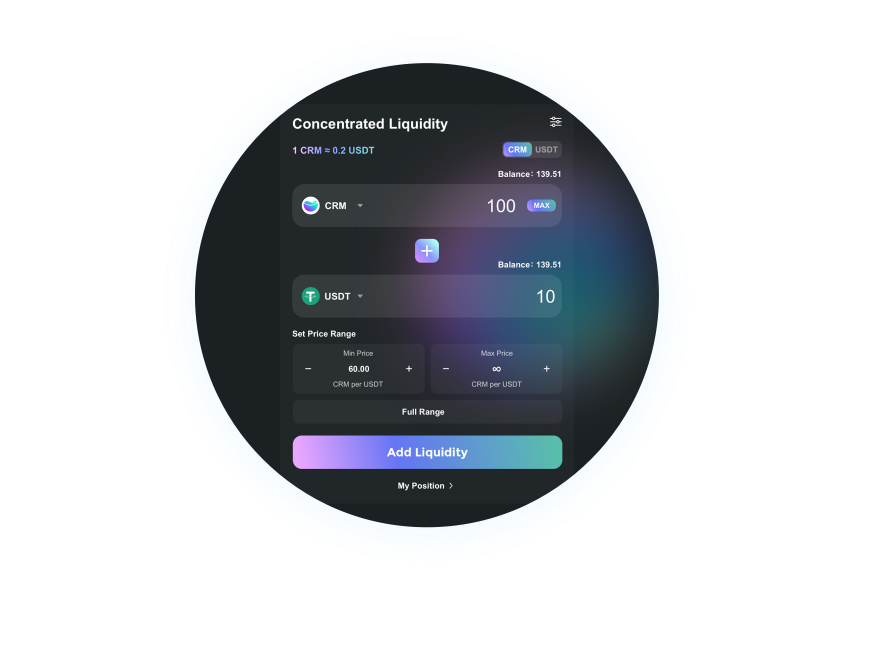 Concentrated Liquidity
1 CRM ≈ 0.2 USDT
CRM USDT
Balance: 139.51
CRM 100 MAX
Balance: 139.51
USDT 10
Set Price Range
Min Price Max Price
− 60.00 + − ∞ +
CRM per USDT CRM per USDT
Full Range
Add Liquidity
My Position >